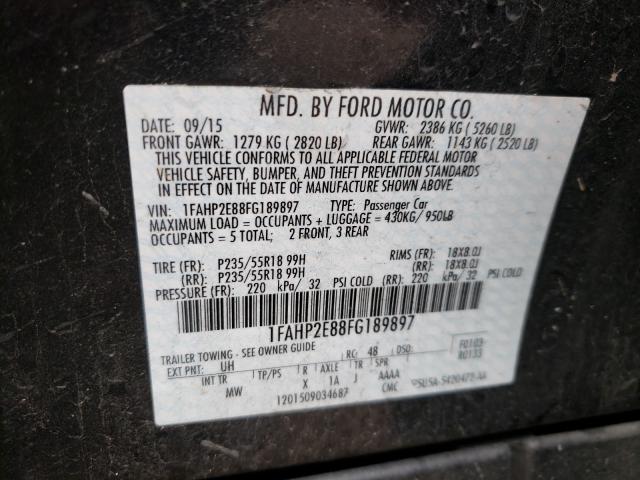 MFD. BY FORD MOTOR CO.
DATE: 09/15 GVWR: 2386 KG ( 5260 LB)
FRONT GAWR: 1279 KG ( 2820 LB) REAR GAWR: 1143 KG ( 2520 LB)
THIS VEHICLE CONFORMS TO ALL APPLICABLE FEDERAL MOTOR
VEHICLE SAFETY, BUMPER, AND THEFT PREVENTION STANDARDS
IN EFFECT ON THE DATE OF MANUFACTURE SHOWN ABOVE.
VIN: 1FAHP2E88FG189897 TYPE: Passenger Car
MAXIMUM LOAD = OCCUPANTS + LUGGAGE = 430KG/ 950LB
OCCUPANTS = 5 TOTAL; 2 FRONT, 3 REAR
TIRE (FR): P235/55R18 99H RIMS (FR): 18X8.0J
(RR): P235/55R18 99H (RR): 18X8.0J
PRESSURE (FR): 220 kPa/ 32 PSI COLD (RR): 220 kPa/ 32 PSI COLD
1FAHP2E88FG189897
TRAILER TOWING - SEE OWNER GUIDE F0103
EXT PNT: UH RC: 48 DSO: R0133
INT TR TP/PS R AXLE TR SPR
MW X 1A J AAAA
1201509034687 CMC